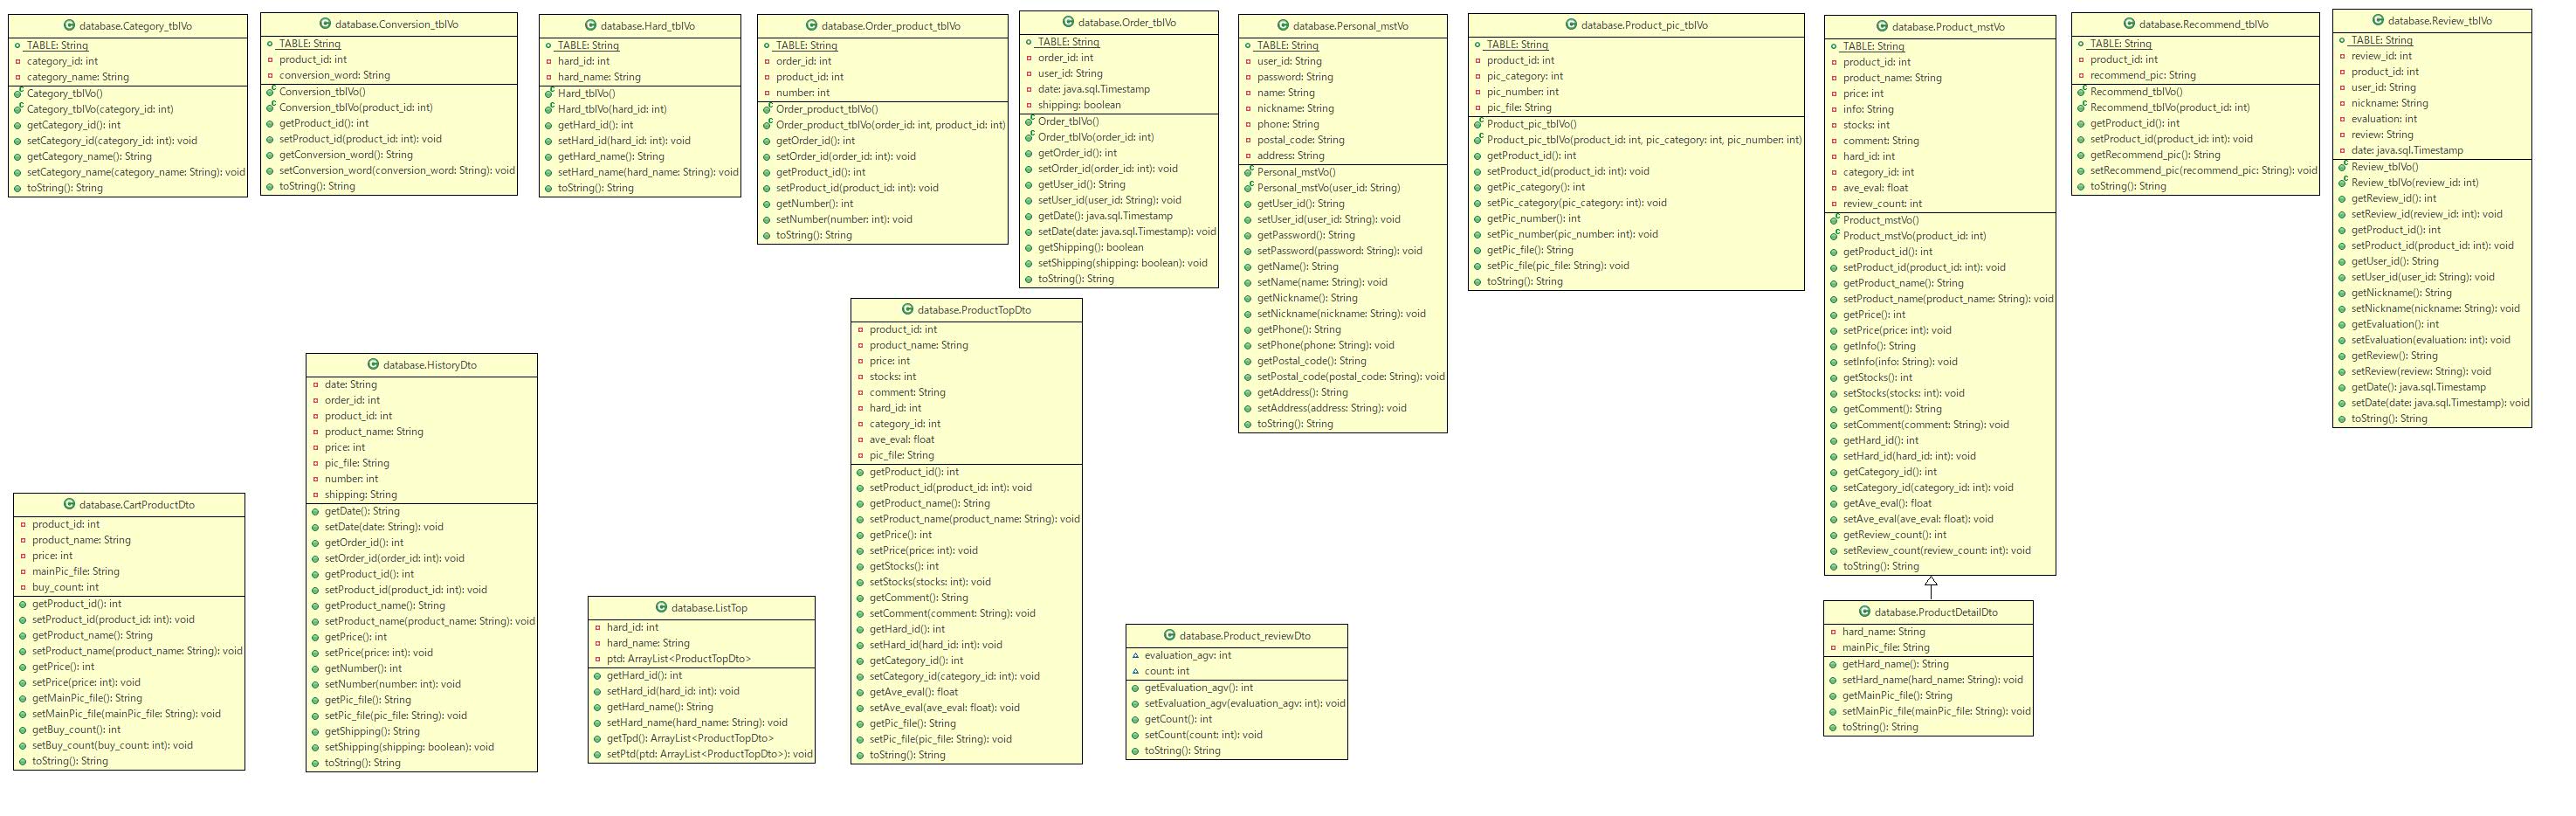 database.Category_tblVo
TABLE: String
category_id: int
category_name: String
Category_tblVo()
Category_tblVo(category_id: int)
getCategory_id(): int
setCategory_id(category_id: int): void
getCategory_name(): String
setCategory_name(category_name: String): void
toString(): String
database.Conversion_tblVo
TABLE: String
product_id: int
conversion_word: String
Conversion_tblVo()
Conversion_tblVo(product_id: int)
getProduct_id(): int
setProduct_id(product_id: int): void
getConversion_word(): String
setConversion_word(conversion_word: String): void
toString(): String
database.Hard_tblVo
TABLE: String
hard_id: int
hard_name: String
Hard_tblVo()
Hard_tblVo(hard_id: int)
getHard_id(): int
setHard_id(hard_id: int): void
getHard_name(): String
setHard_name(hard_name: String): void
toString(): String
database.Order_product_tblVo
TABLE: String
order_id: int
product_id: int
number: int
Order_product_tblVo()
Order_product_tblVo(order_id: int, product_id: int)
getOrder_id(): int
setOrder_id(order_id: int): void
getProduct_id(): int
setProduct_id(product_id: int): void
getNumber(): int
setNumber(number: int): void
toString(): String
database.Order_tblVo
TABLE: String
order_id: int
user_id: String
date: java.sql.Timestamp
shipping: boolean
Order_tblVo()
Order_tblVo(order_id: int)
getOrder_id(): int
setOrder_id(order_id: int): void
getUser_id(): String
setUser_id(user_id: String): void
getDate(): java.sql.Timestamp
setDate(date: java.sql.Timestamp): void
getShipping(): boolean
setShipping(shipping: boolean): void
toString(): String
database.Personal_mstVo
TABLE: String
user_id: String
password: String
name: String
nickname: String
phone: String
postal_code: String
address: String
Personal_mstVo()
Personal_mstVo(user_id: String)
getUser_id(): String
setUser_id(user_id: String): void
getPassword(): String
setPassword(password: String): void
getName(): String
setName(name: String): void
getNickname(): String
setNickname(nickname: String): void
getPhone(): String
setPhone(phone: String): void
getPostal_code(): String
setPostal_code(postal_code: String): void
getAddress(): String
setAddress(address: String): void
toString(): String
database.Product_pic_tblVo
TABLE: String
product_id: int
pic_category: int
pic_number: int
pic_file: String
Product_pic_tblVo()
Product_pic_tblVo(product_id: int, pic_category: int, pic_number: int)
getProduct_id(): int
setProduct_id(product_id: int): void
getPic_category(): int
setPic_category(pic_category: int): void
getPic_number(): int
setPic_number(pic_number: int): void
getPic_file(): String
setPic_file(pic_file: String): void
toString(): String
database.Product_mstVo
TABLE: String
product_id: int
product_name: String
price: int
info: String
stocks: int
comment: String
hard_id: int
category_id: int
ave_eval: float
review_count: int
Product_mstVo()
Product_mstVo(product_id: int)
getProduct_id(): int
setProduct_id(product_id: int): void
getProduct_name(): String
setProduct_name(product_name: String): void
getPrice(): int
setPrice(price: int): void
getInfo(): String
setInfo(info: String): void
getStocks(): int
setStocks(stocks: int): void
getComment(): String
setComment(comment: String): void
getHard_id(): int
setHard_id(hard_id: int): void
getCategory_id(): int
setCategory_id(category_id: int): void
getAve_eval(): float
setAve_eval(ave_eval: float): void
getReview_count(): int
setReview_count(review_count: int): void
toString(): String
database.Recommend_tblVo
TABLE: String
product_id: int
recommend_pic: String
Recommend_tblVo()
Recommend_tblVo(product_id: int)
getProduct_id(): int
setProduct_id(product_id: int): void
getRecommend_pic(): String
setRecommend_pic(recommend_pic: String): void
toString(): String
database.Review_tblVo
TABLE: String
review_id: int
product_id: int
user_id: String
nickname: String
evaluation: int
review: String
date: java.sql.Timestamp
Review_tblVo()
Review_tblVo(review_id: int)
getReview_id(): int
setReview_id(review_id: int): void
getProduct_id(): int
setProduct_id(product_id: int): void
getUser_id(): String
setUser_id(user_id: String): void
getNickname(): String
setNickname(nickname: String): void
getEvaluation(): int
setEvaluation(evaluation: int): void
getReview(): String
setReview(review: String): void
getDate(): java.sql.Timestamp
setDate(date: java.sql.Timestamp): void
toString(): String
database.CartProductDto
product_id: int
product_name: String
price: int
mainPic_file: String
buy_count: int
getProduct_id(): int
setProduct_id(product_id: int): void
getProduct_name(): String
setProduct_name(product_name: String): void
getPrice(): int
setPrice(price: int): void
getMainPic_file(): String
setMainPic_file(mainPic_file: String): void
getBuy_count(): int
setBuy_count(buy_count: int): void
toString(): String
database.HistoryDto
date: String
order_id: int
product_id: int
product_name: String
price: int
pic_file: String
number: int
shipping: String
getDate(): String
setDate(date: String): void
getOrder_id(): int
setOrder_id(order_id: int): void
getProduct_id(): int
setProduct_id(product_id: int): void
getProduct_name(): String
setProduct_name(product_name: String): void
getPrice(): int
setPrice(price: int): void
getNumber(): int
setNumber(number: int): void
getPic_file(): String
setPic_file(pic_file: String): void
getShipping(): String
setShipping(shipping: boolean): void
toString(): String
database.ListTop
hard_id: int
hard_name: String
ptd: ArrayList<ProductTopDto>
getHard_id(): int
setHard_id(hard_id: int): void
getHard_name(): String
setHard_name(hard_name: String): void
getTpd(): ArrayList<ProductTopDto>
setPtd(ptd: ArrayList<ProductTopDto>): void
database.ProductTopDto
product_id: int
product_name: String
price: int
stocks: int
comment: String
hard_id: int
category_id: int
ave_eval: float
pic_file: String
getProduct_id(): int
setProduct_id(product_id: int): void
getProduct_name(): String
setProduct_name(product_name: String): void
getPrice(): int
setPrice(price: int): void
getStocks(): int
setStocks(stocks: int): void
getComment(): String
setComment(comment: String): void
getHard_id(): int
setHard_id(hard_id: int): void
getCategory_id(): int
setCategory_id(category_id: int): void
getAve_eval(): float
setAve_eval(ave_eval: float): void
getPic_file(): String
setPic_file(pic_file: String): void
toString(): String
database.Product_reviewDto
evaluation_agv: int
count: int
getEvaluation_agv(): int
setEvaluation_agv(evaluation_agv: int): void
getCount(): int
setCount(count: int): void
toString(): String
database.ProductDetailDto
hard_name: String
mainPic_file: String
getHard_name(): String
setHard_name(hard_name: String): void
getMainPic_file(): String
setMainPic_file(mainPic_file: String): void
toString(): String